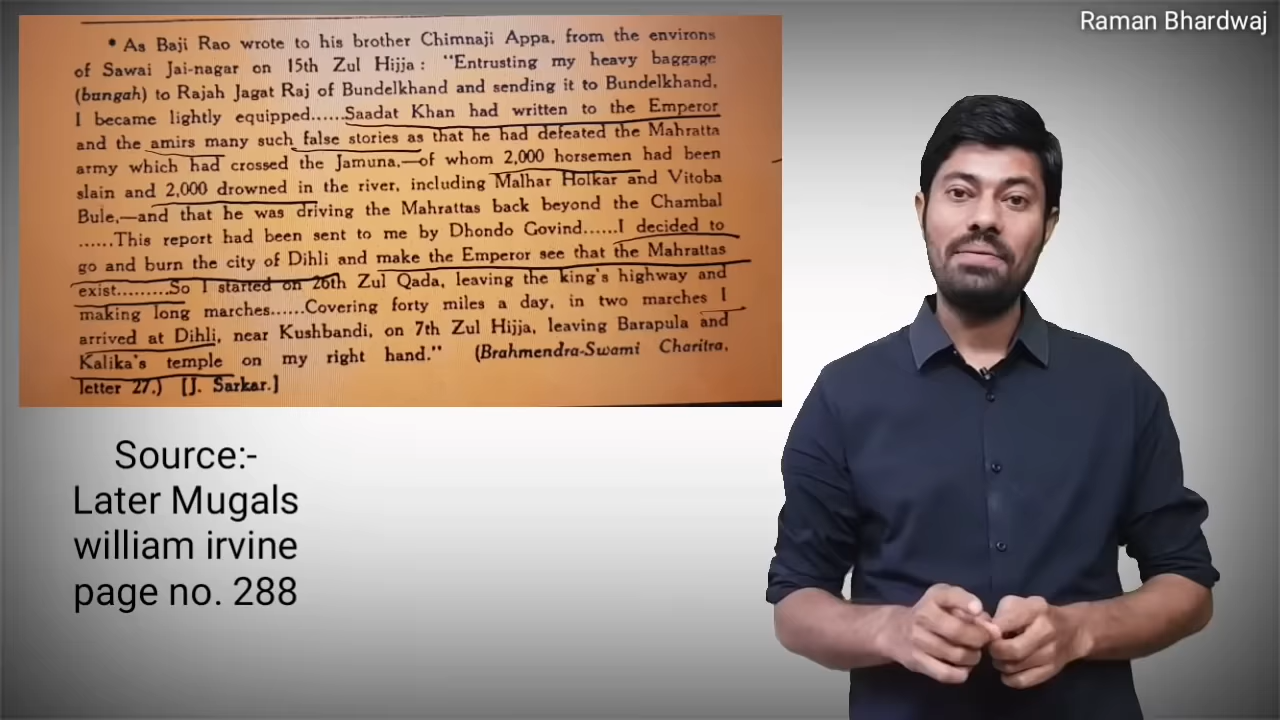 Raman Bhardwaj
* As Baji Rao wrote to his brother Chimnaji Appa, from the environs
of Sawai Jai-nagar on 15th Zul Hijja : "Entrusting my heavy baggage
(bungah) to Rajah Jagat Raj of Bundelkhand and sending it to Bundelkhand,
I became lightly equipped......Saadat Khan had written to the Emperor
and the amirs many such false stories as that he had defeated the Mahratta
army which had crossed the Jamuna,—of whom 2,000 horsemen had been
slain and 2,000 drowned in the river, including Malhar Holkar and Vitoba
Bule,—and that he was driving the Mahrattas back beyond the Chambal
......This report had been sent to me by Dhondo Govind......I decided to
go and burn the city of Dihli and make the Emperor see that the Mahrattas
exist.........So I started on 26th Zul Qada, leaving the king's highway and
making long marches......Covering forty miles a day, in two marches I
arrived at Dihli, near Kushbandi, on 7th Zul Hijja, leaving Barapula and
Kalika's temple on my right hand." (Brahmendra-Swami Charitra,
letter 27.) [J. Sarkar.]
Source:-
Later Mugals
william irvine
page no. 288